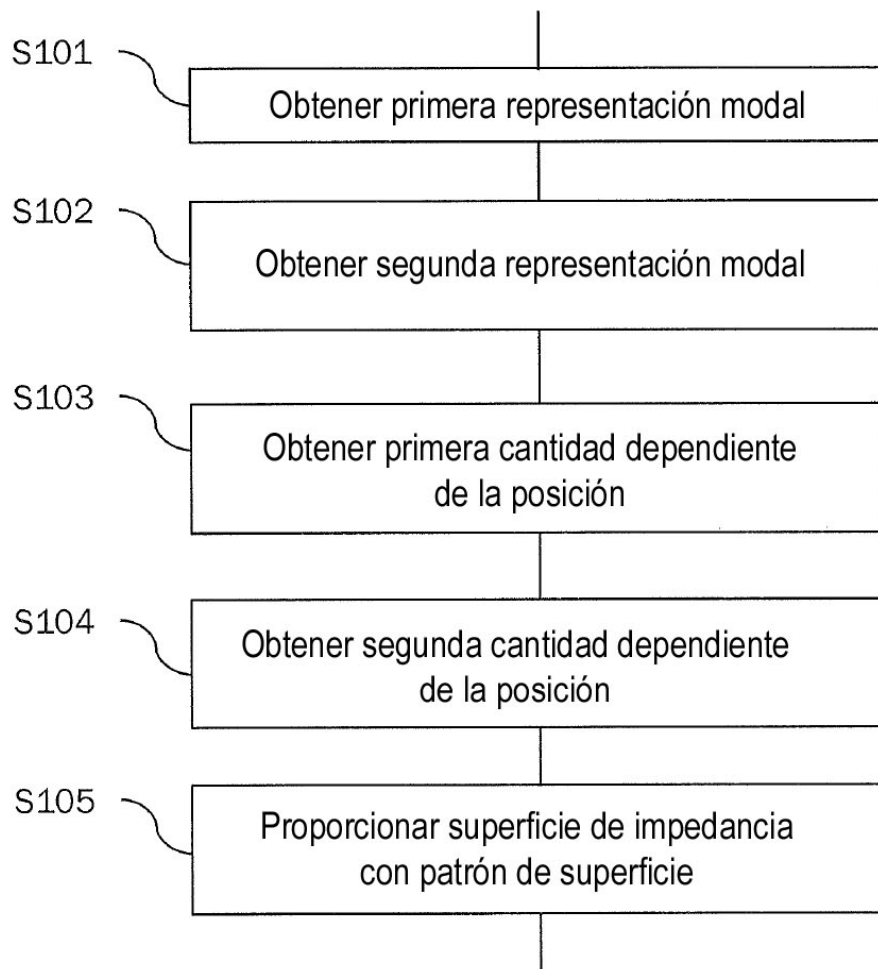 S101
Obtener primera representación modal
S102
Obtener segunda representación modal
S103
Obtener primera cantidad dependiente
de la posición
S104
Obtener segunda cantidad dependiente
de la posición
S105
Proporcionar superficie de impedancia
con patrón de superficie